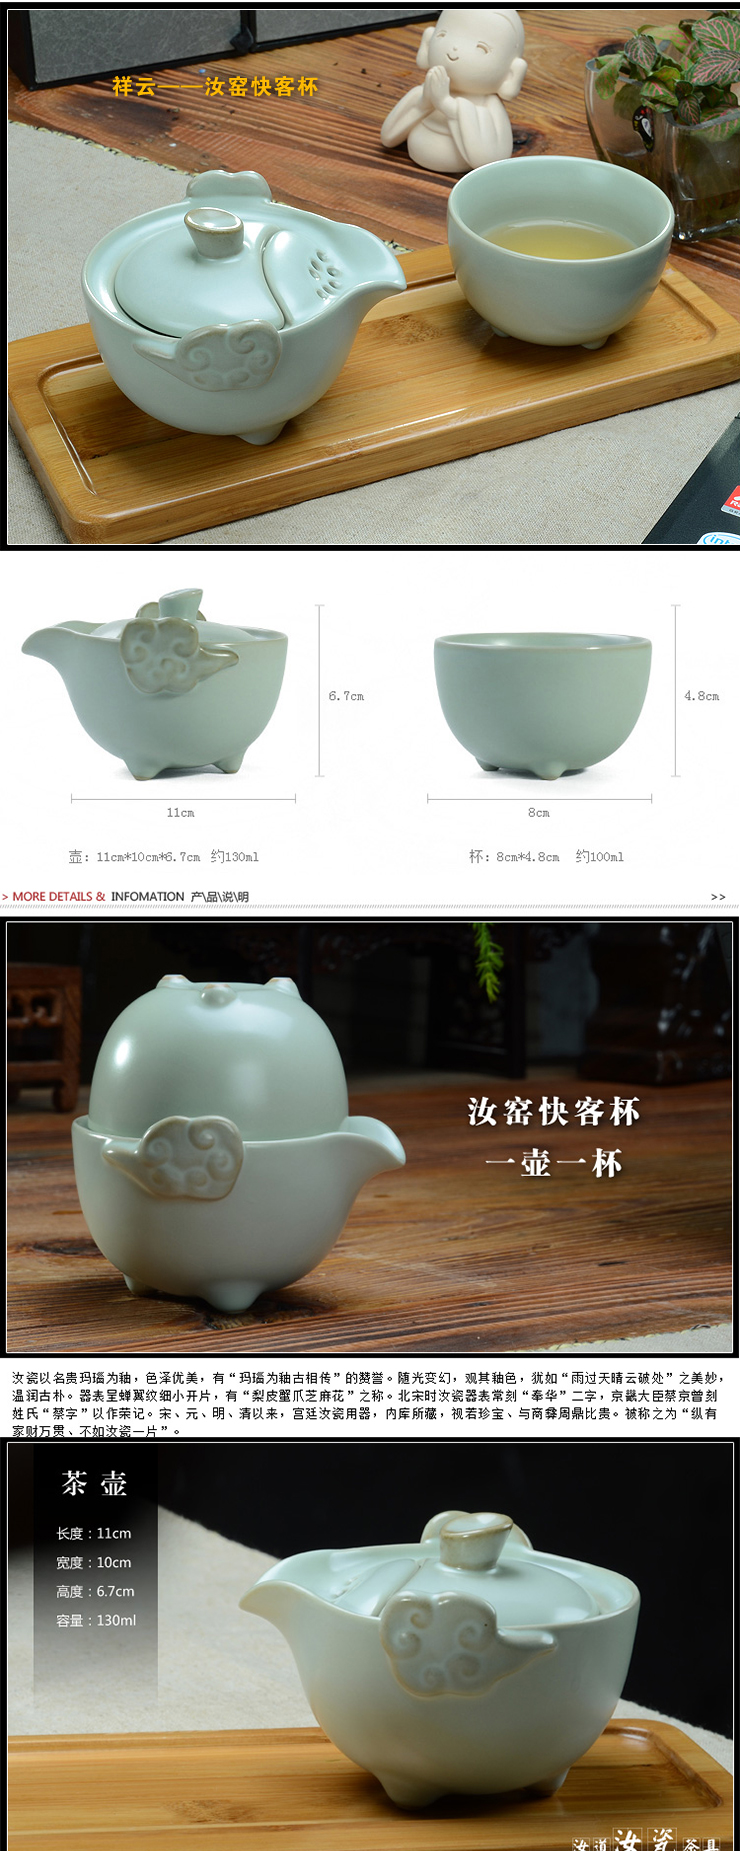 祥云——汝窑快客杯
int
6.7cm
4.8cm
11cm
8cm
壶：11cm*10cm*6.7cm 约130ml
杯：8cm*4.8cm 约100ml
> MORE DETAILS & INFOMATION 产\品\说\明 >>
汝窑快客杯
一壶一杯
汝瓷以名贵玛瑙为釉，色泽优美，有“玛瑙为釉古相传”的赞誉。随光变幻，观其釉色，犹如“雨过天晴云破处”之美妙，
温润古朴。器表呈蝉翼纹细小开片，有“梨皮蟹爪芝麻花”之称。北宋时汝瓷器表常刻“奉华”二字，京畿大臣蔡京曾刻
姓氏“蔡字”以作荣记。宋、元、明、清以来，宫廷汝瓷用器，内库所藏，视若珍宝、与商彝周鼎比贵。被称之为“纵有
家财万贯、不如汝瓷一片”。
茶壶
长度：11cm
宽度：10cm
高度：6.7cm
容量：130ml
汝道汝瓷茶具